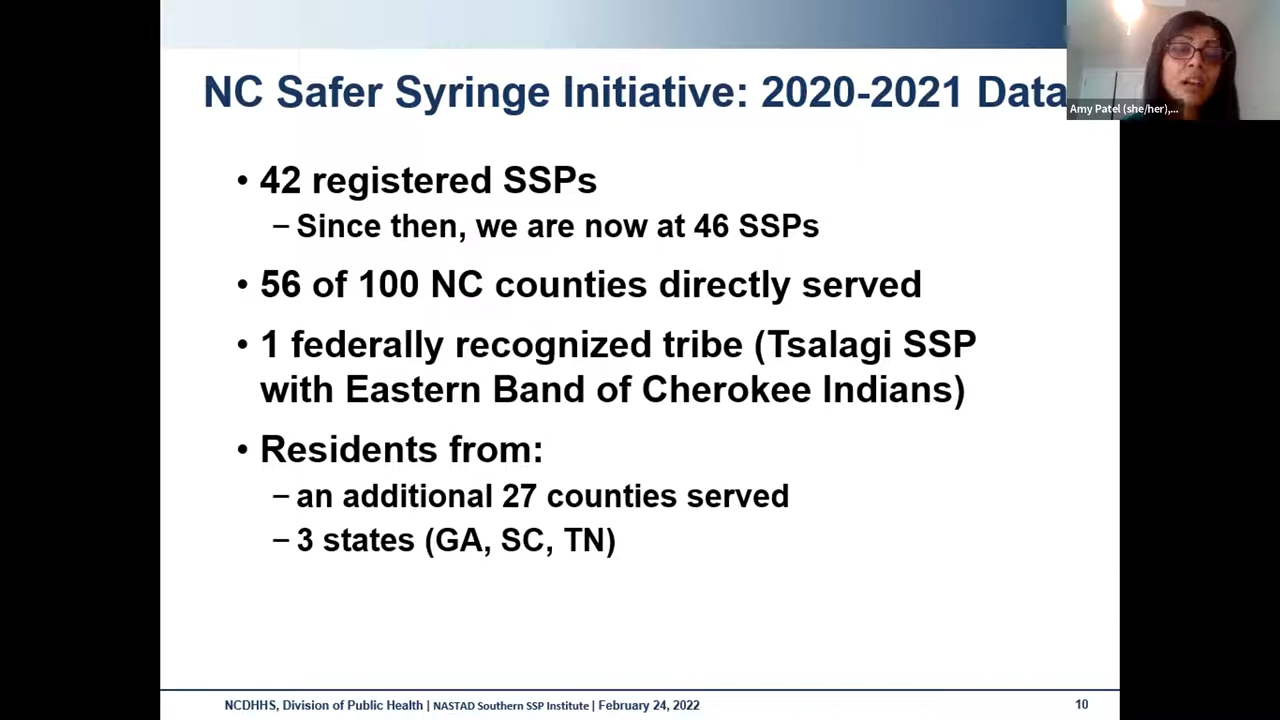 NC Safer Syringe Initiative: 2020-2021 Data
Amy Patel (she/her),...
• 42 registered SSPs
– Since then, we are now at 46 SSPs
• 56 of 100 NC counties directly served
• 1 federally recognized tribe (Tsalagi SSP
with Eastern Band of Cherokee Indians)
• Residents from:
– an additional 27 counties served
– 3 states (GA, SC, TN)
NCDHHS, Division of Public Health | NASTAD Southern SSP Institute | February 24, 2022
10